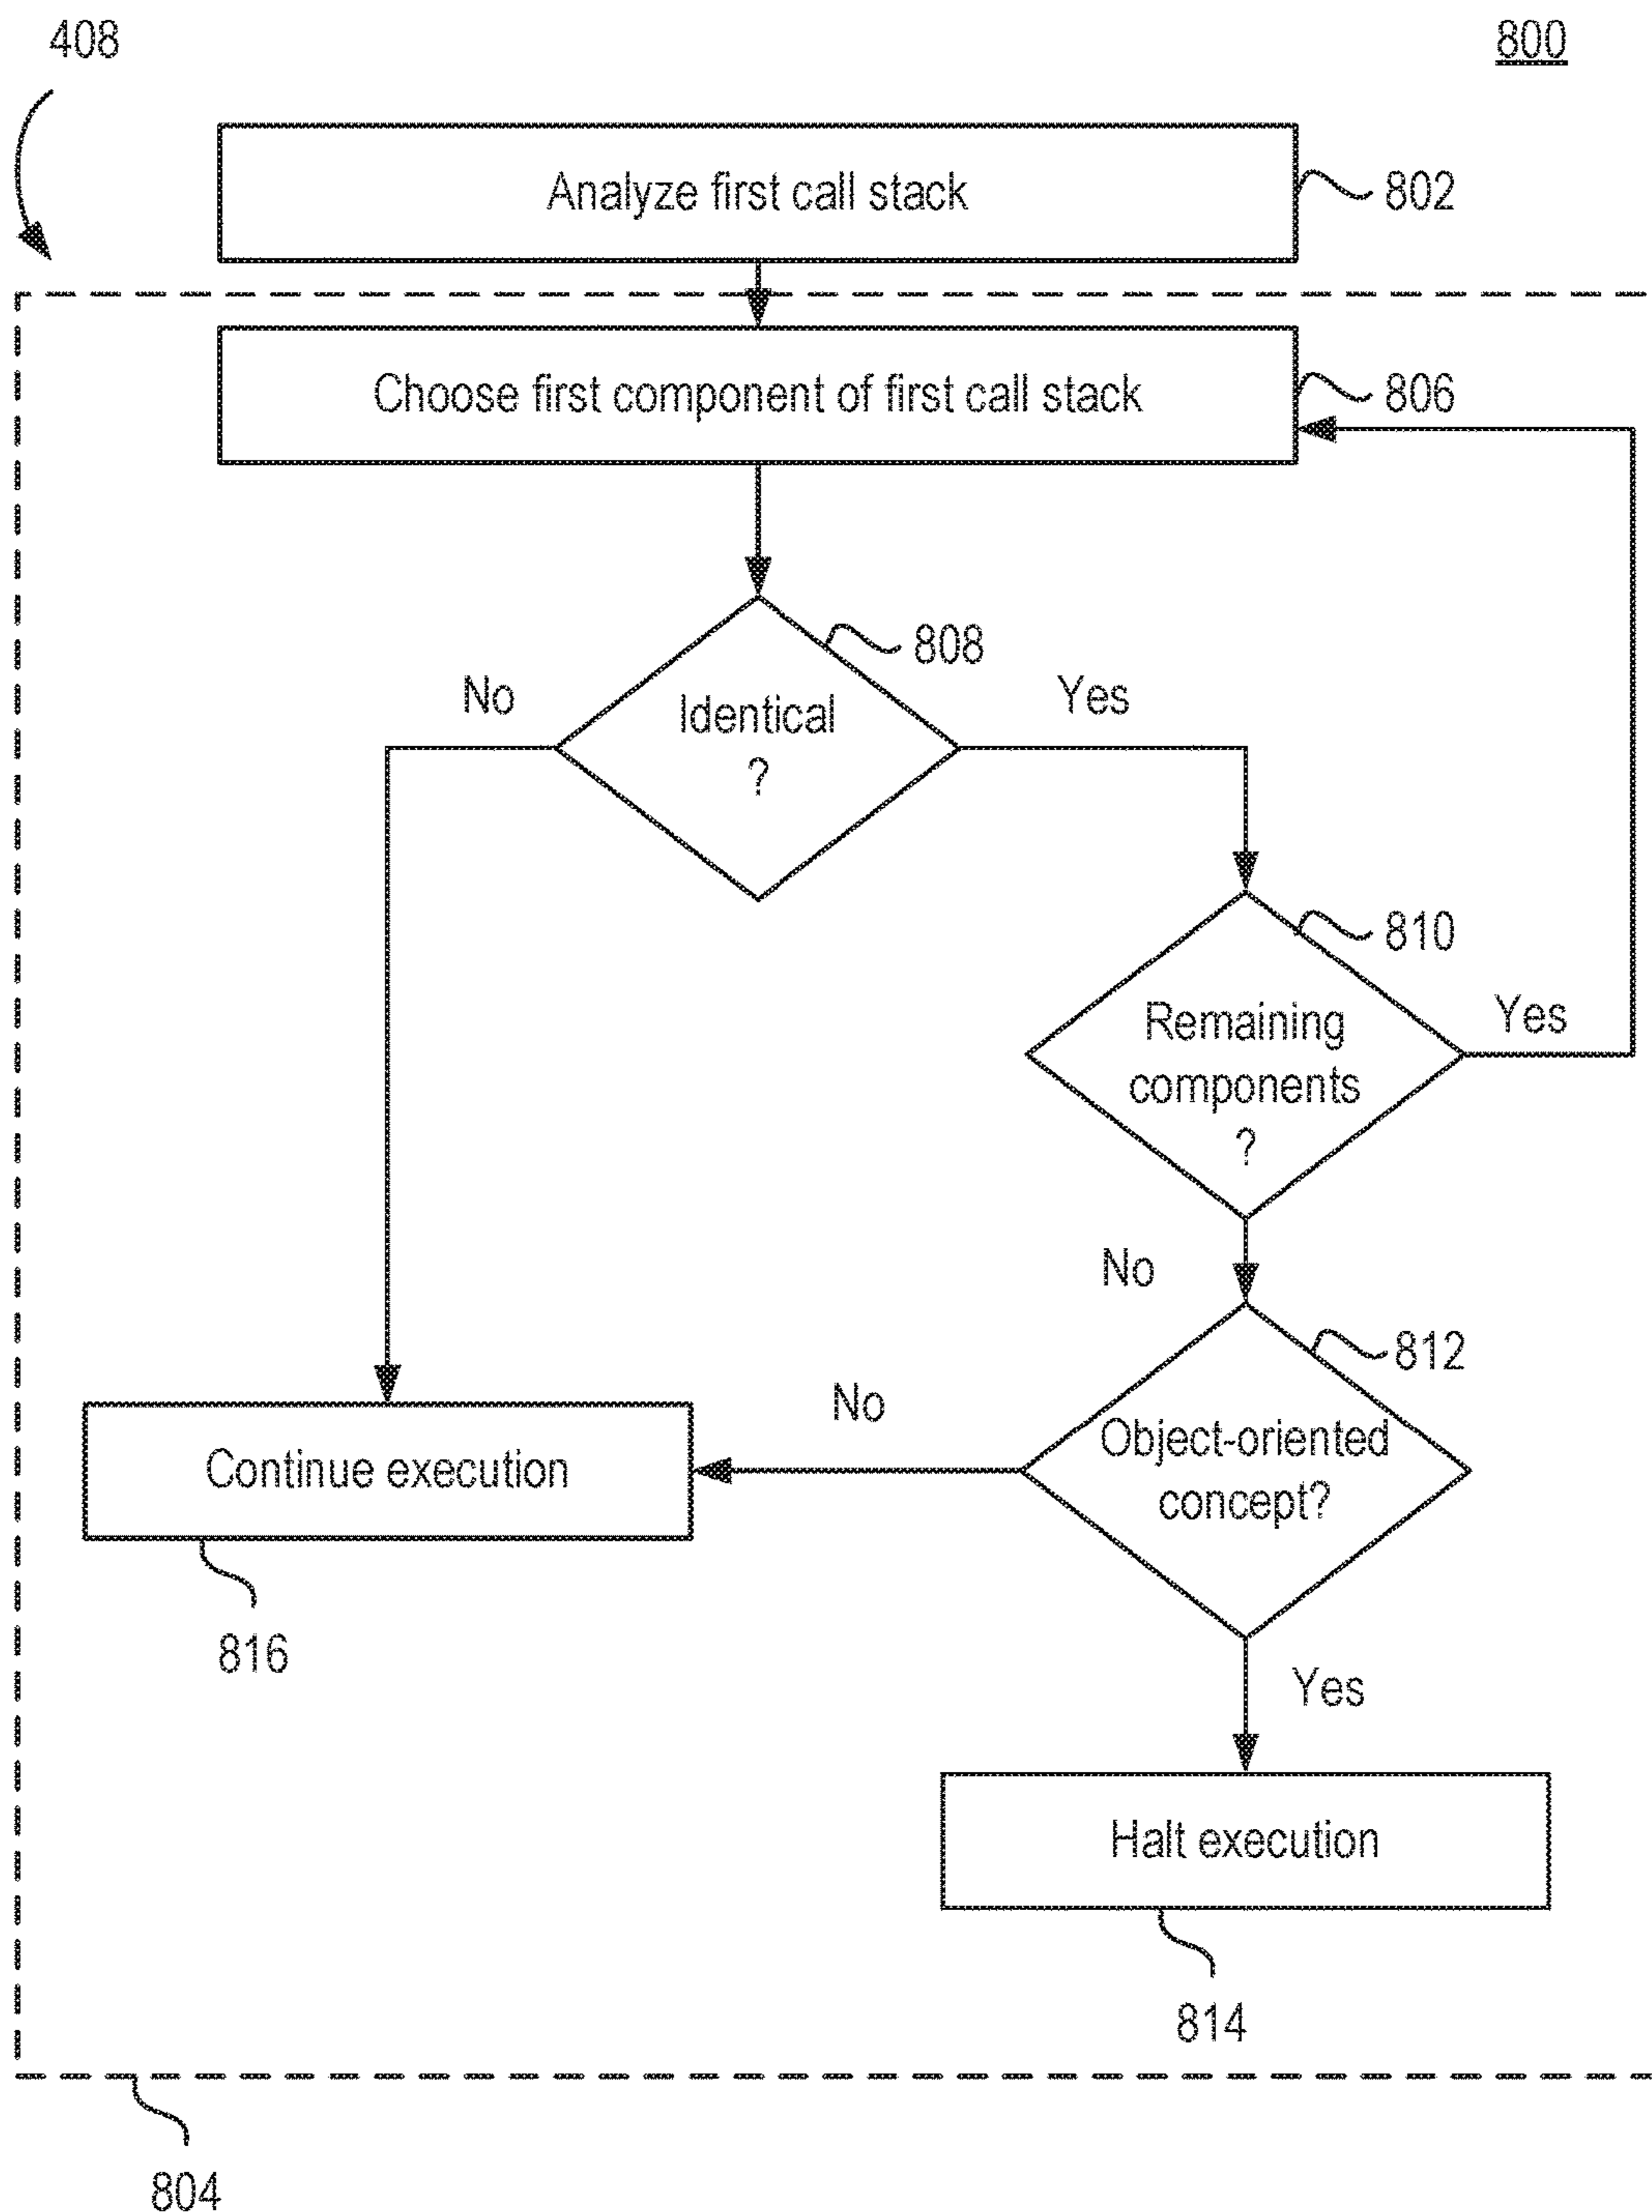 408
800
Analyze first call stack
802
Choose first component of first call stack
806
808
No
Yes
Identical
?
810
Remaining
components
?
Yes
No
812
No
Object-oriented
concept?
Continue execution
816
Yes
Halt execution
814
804